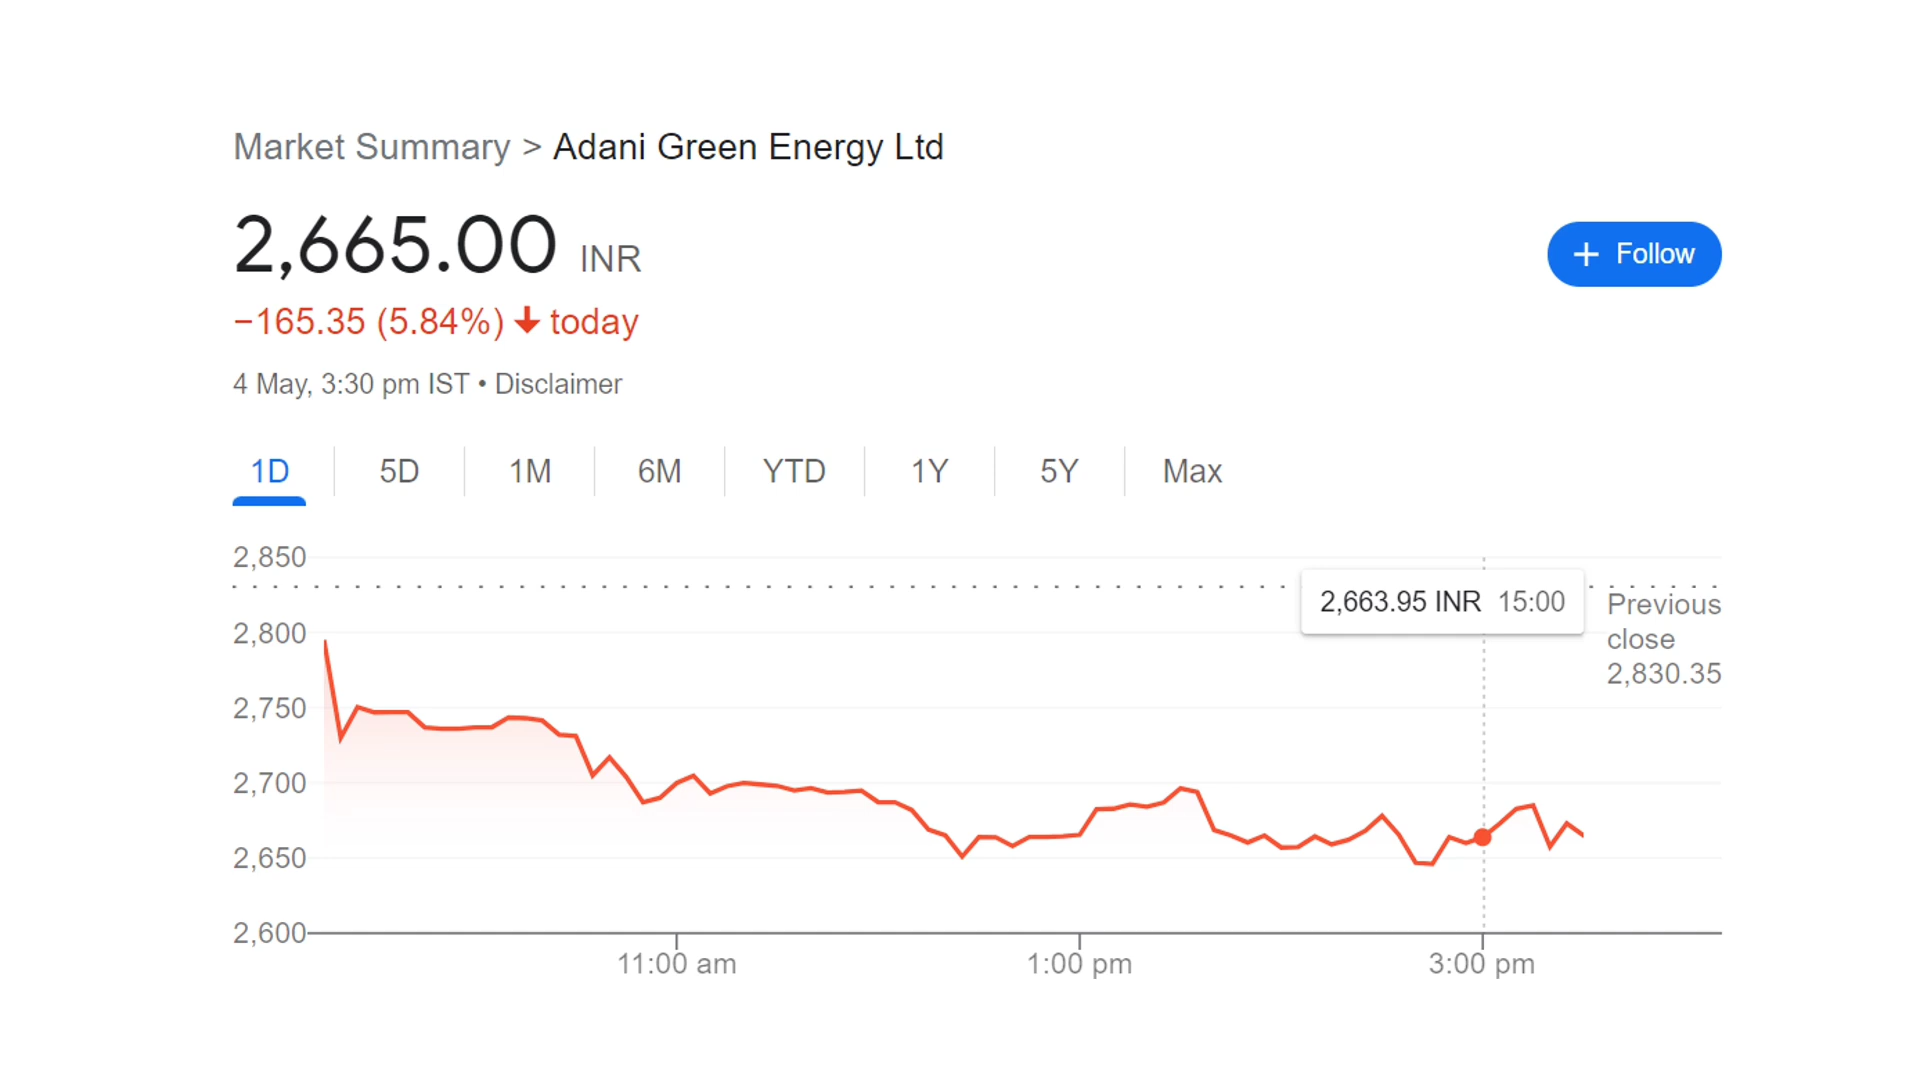 Market Summary > Adani Green Energy Ltd
2,665.00 INR
+ Follow
−165.35 (5.84%) ↓ today
4 May, 3:30 pm IST • Disclaimer
1D 5D 1M 6M YTD 1Y 5Y Max
2,850
2,663.95 INR 15:00
Previous
close
2,830.35
2,800
2,750
2,700
2,650
2,600
11:00 am 1:00 pm 3:00 pm